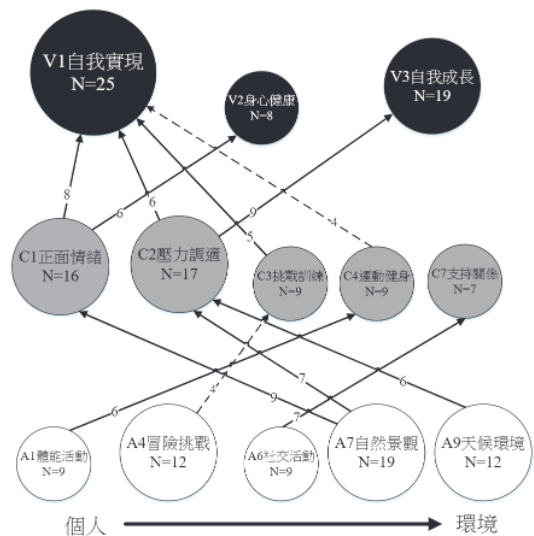 V1自我實現
N=25
V2身心健康
N=8
V3自我成長
N=19
8
6
6
9
5
4
C1正面情緒
N=16
C2壓力調適
N=17
C3挑戰訓練
N=9
C4運動健身
N=9
C7支持關係
N=7
6
4
9
7
7
6
A1體能活動
N=9
A4冒險挑戰
N=12
A6社交活動
N=9
A7自然景觀
N=19
A9天候環境
N=12
個人
環境